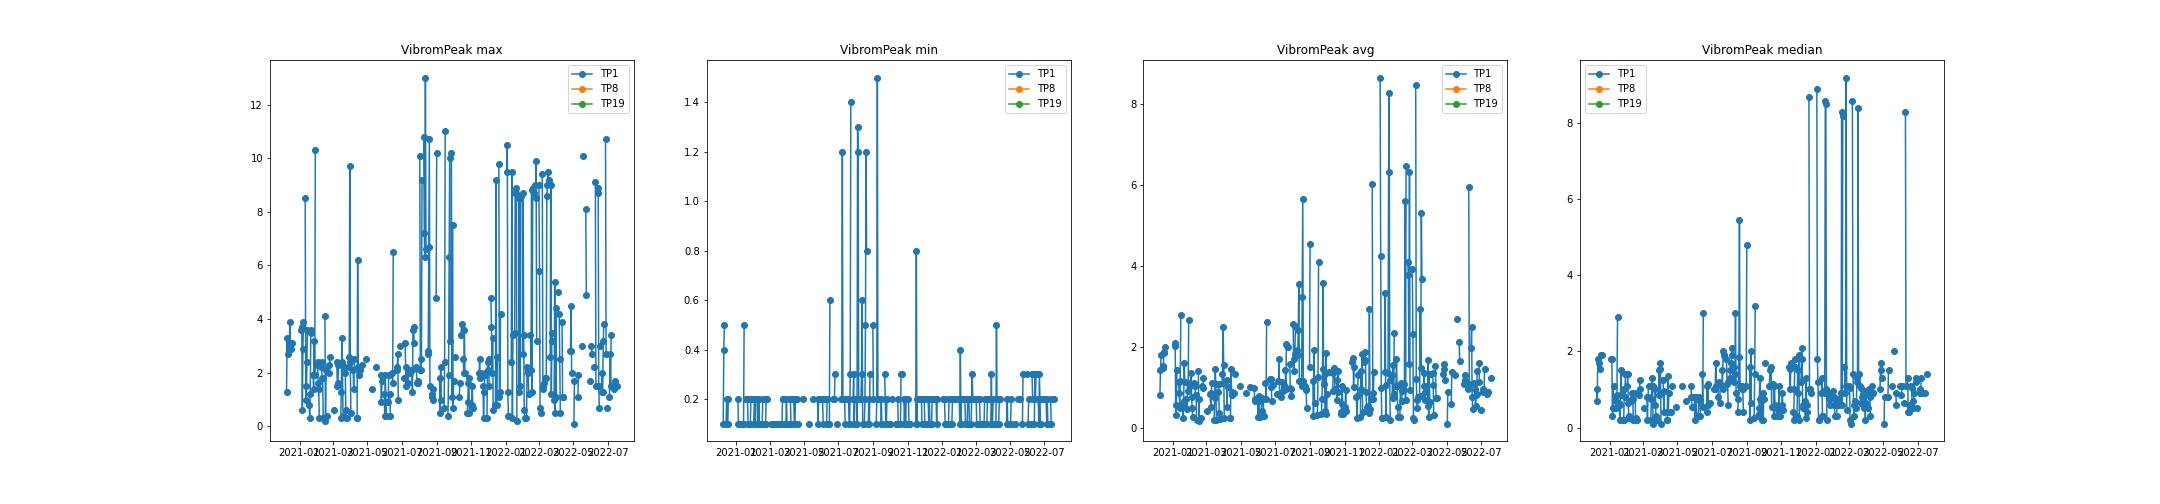 VibromPeak max
TP1
TP8
TP19
12
10
8
6
4
2
0
2021-01 2021-03 2021-05 2021-07 2021-09 2021-11 2022-01 2022-03 2022-05 2022-07
VibromPeak min
TP1
TP8
TP19
1.4
1.2
1.0
0.8
0.6
0.4
0.2
2021-01 2021-03 2021-05 2021-07 2021-09 2021-11 2022-01 2022-03 2022-05 2022-07
VibromPeak avg
TP1
TP8
TP19
8
6
4
2
0
2021-01 2021-03 2021-05 2021-07 2021-09 2021-11 2022-01 2022-03 2022-05 2022-07
VibromPeak median
TP1
TP8
TP19
8
6
4
2
0
2021-01 2021-03 2021-05 2021-07 2021-09 2021-11 2022-01 2022-03 2022-05 2022-07